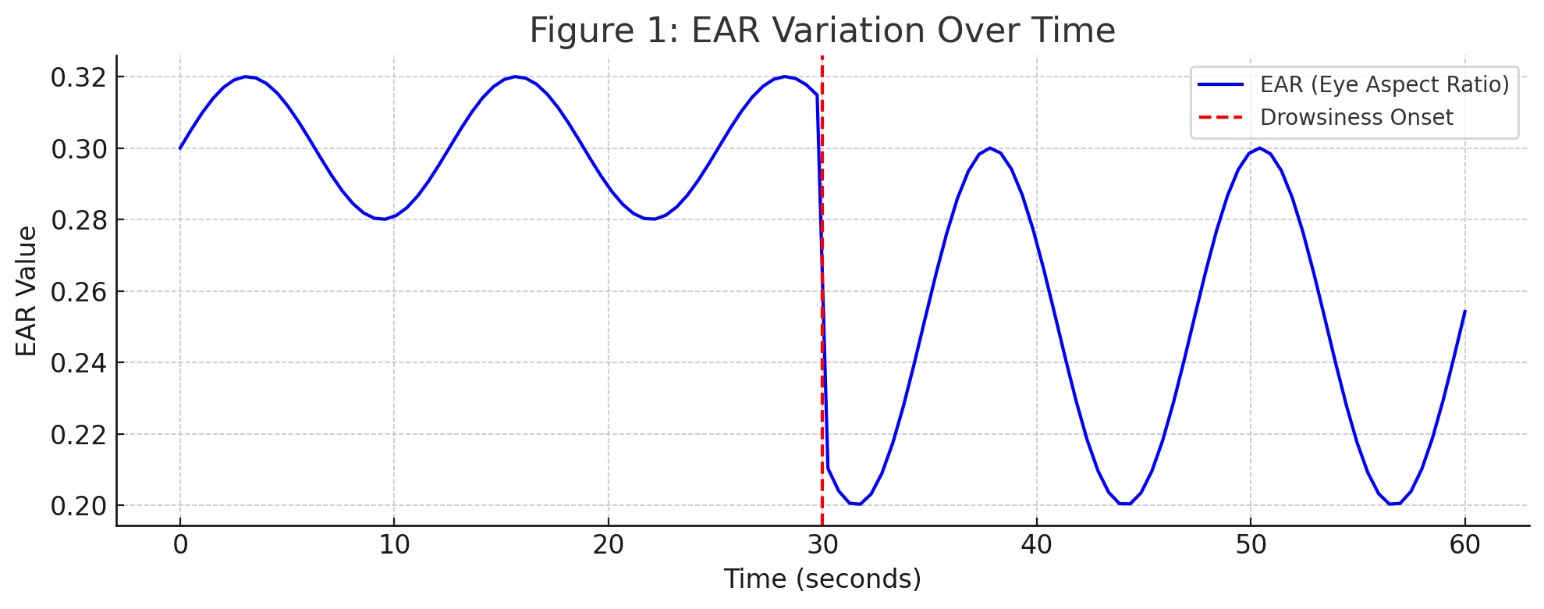 Figure 1: EAR Variation Over Time
EAR (Eye Aspect Ratio)
Drowsiness Onset
EAR Value
0.32
0.30
0.28
0.26
0.24
0.22
0.20
0
10
20
30
40
50
60
Time (seconds)